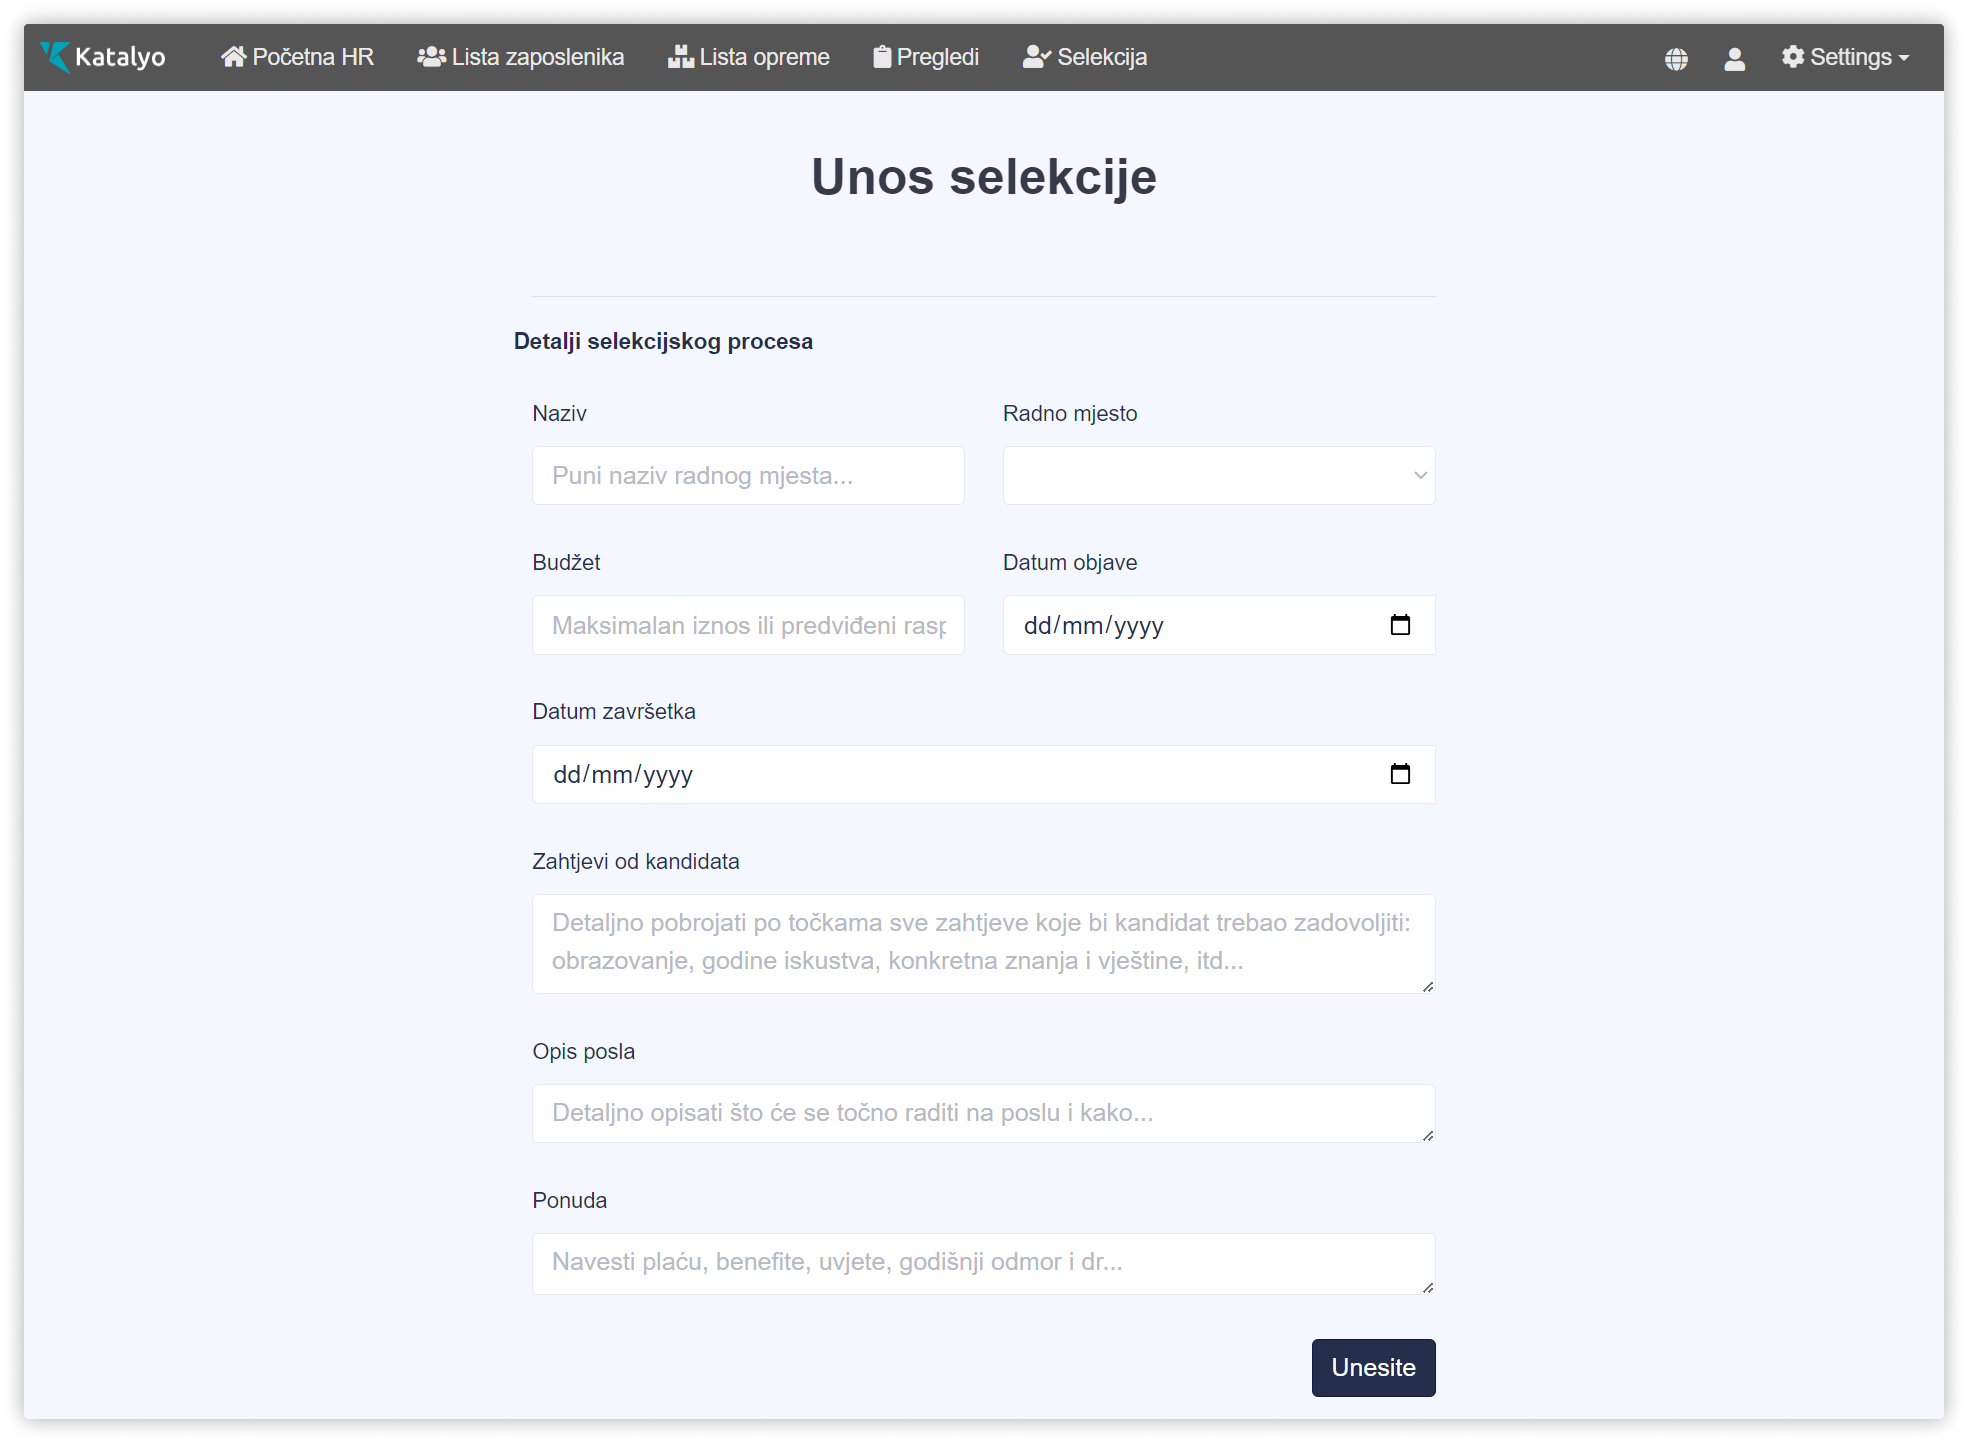 Katalyo Početna HR Lista zaposlenika Lista opreme Pregledi Selekcija Settings
Unos selekcije
Detalji selekcijskog procesa
Naziv Radno mjesto
Puni naziv radnog mjesta...
Budžet Datum objave
Maksimalan iznos ili predviđeni rasp dd/mm/yyyy
Datum završetka
dd/mm/yyyy
Zahtjevi od kandidata
Detaljno pobrojati po točkama sve zahtjeve koje bi kandidat trebao zadovoljiti:
obrazovanje, godine iskustva, konkretna znanja i vještine, itd...
Opis posla
Detaljno opisati što će se točno raditi na poslu i kako...
Ponuda
Navesti plaću, benefite, uvjete, godišnji odmor i dr...
Unesite